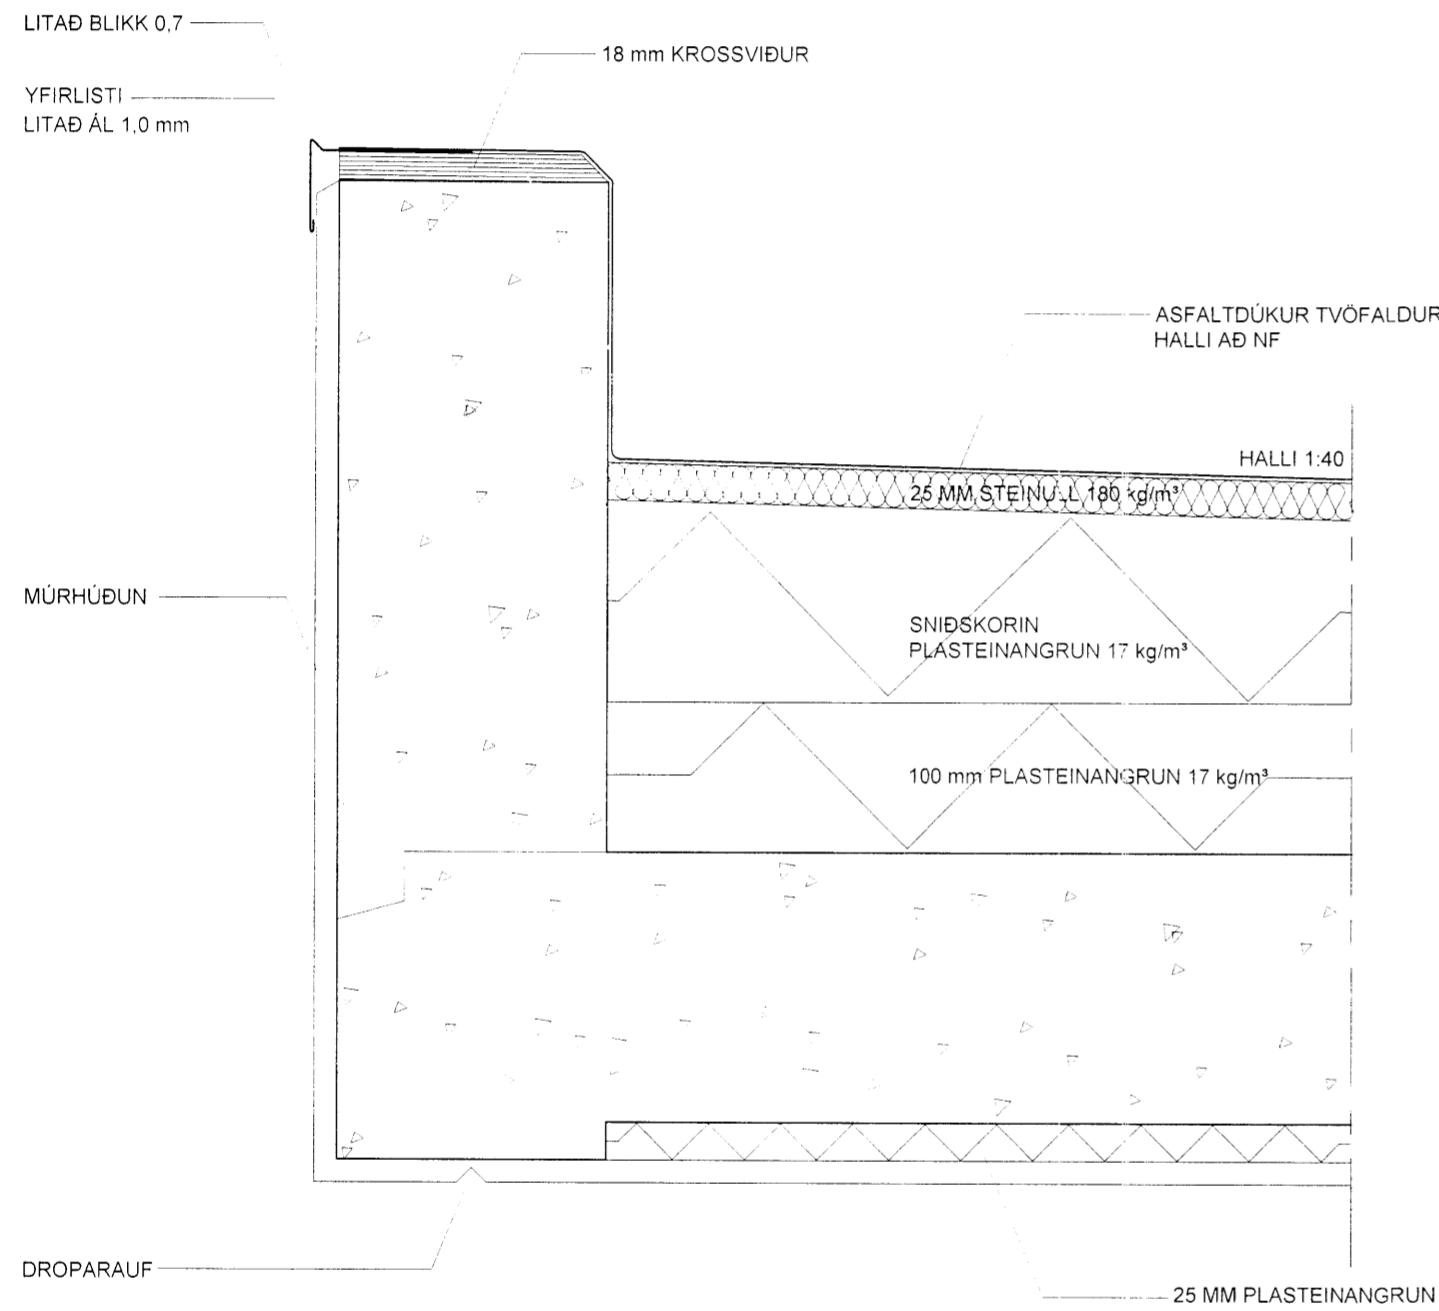 LITAÐ BLIKK 0,7
18 mm KROSSVIÐUR
YFIRLISTI
LITAÐ ÁL 1,0 mm
ASFALTDÚKUR TVÖFALDUR
HALLI AÐ NF
HALLI 1:40
25 MM STEINULL 180 kg/m³
MÚRHÚÐUN
SNIÐSKORIN
PLASTEINANGRUN 17 kg/m³
100 mm PLASTEINANGRUN 17 kg/m³
DROPARAUF
25 MM PLASTEINANGRUN